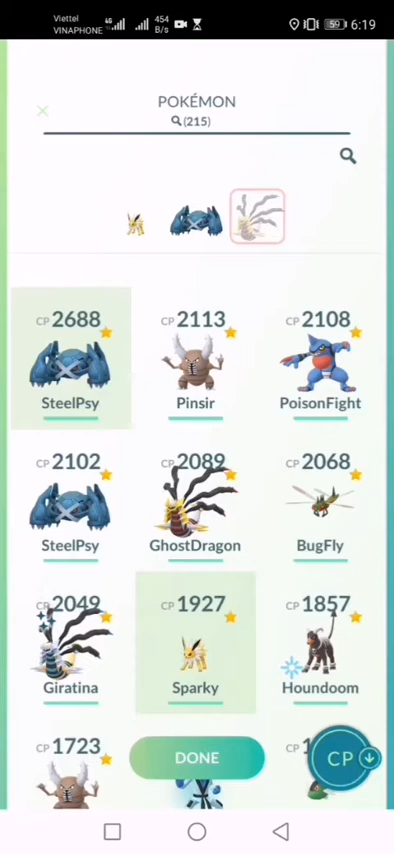 Viettel
VINAPHONE
4G
454
B/s
59
6:19
POKÉMON
(215)
CP 2688
SteelPsy
CP 2113
Pinsir
CP 2108
PoisonFight
CP 2102
SteelPsy
CP 2089
GhostDragon
CP 2068
BugFly
CP 2049
Giratina
CP 1927
Sparky
CP 1857
Houndoom
CP 1723
DONE
CP